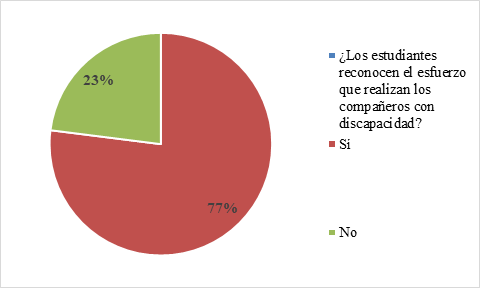 23%
77%
¿Los estudiantes
reconocen el esfuerzo
que realizan los
compañeros con
discapacidad?
Si
No